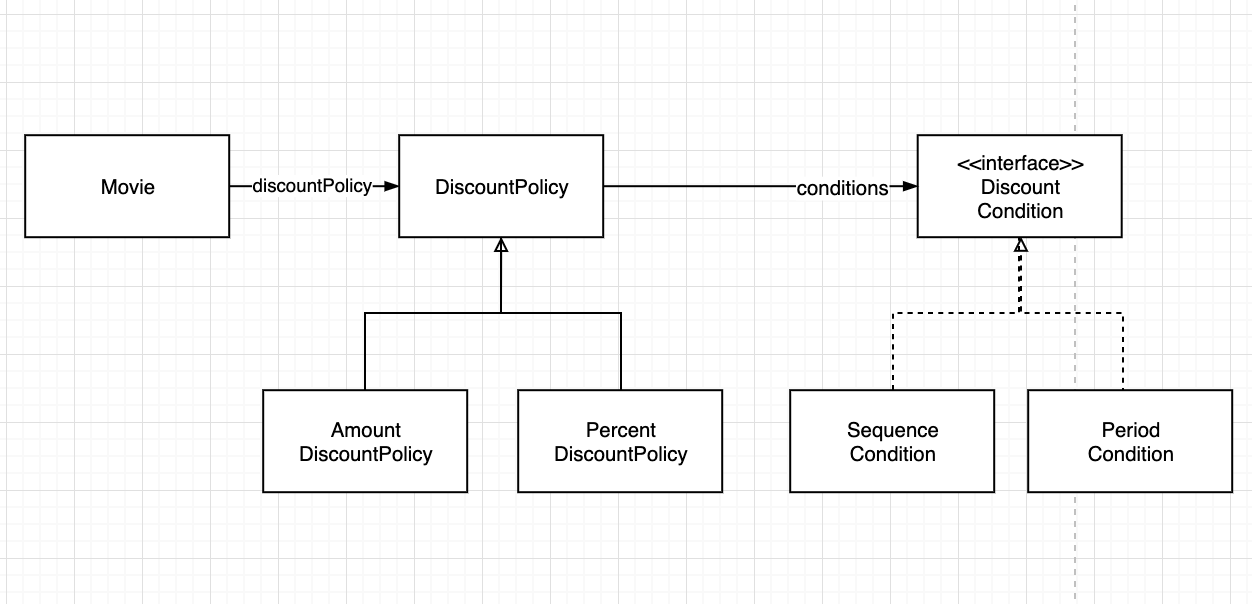 Movie
discountPolicy
DiscountPolicy
conditions
<<interface>>
Discount
Condition
Amount
DiscountPolicy
Percent
DiscountPolicy
Sequence
Condition
Period
Condition